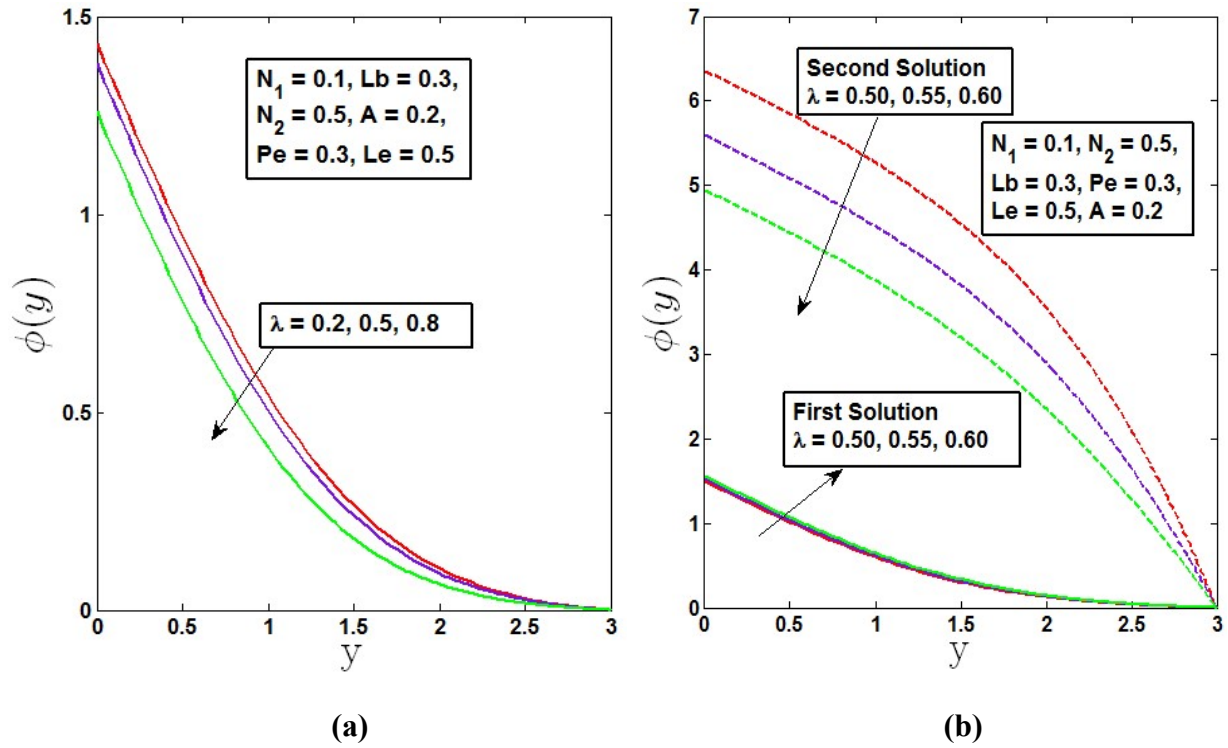 1.5
N1 = 0.1, Lb = 0.3,
N2 = 0.5, A = 0.2,
Pe = 0.3, Le = 0.5
1
ϕ(y)
λ = 0.2, 0.5, 0.8
0.5
0
0 0.5 1 1.5 2 2.5 3
y
(a)
7
Second Solution
λ = 0.50, 0.55, 0.60
6
N1 = 0.1, N2 = 0.5,
Lb = 0.3, Pe = 0.3,
Le = 0.5, A = 0.2
5
4
ϕ(y)
3
First Solution
λ = 0.50, 0.55, 0.60
2
1
0
0 0.5 1 1.5 2 2.5 3
y
(b)